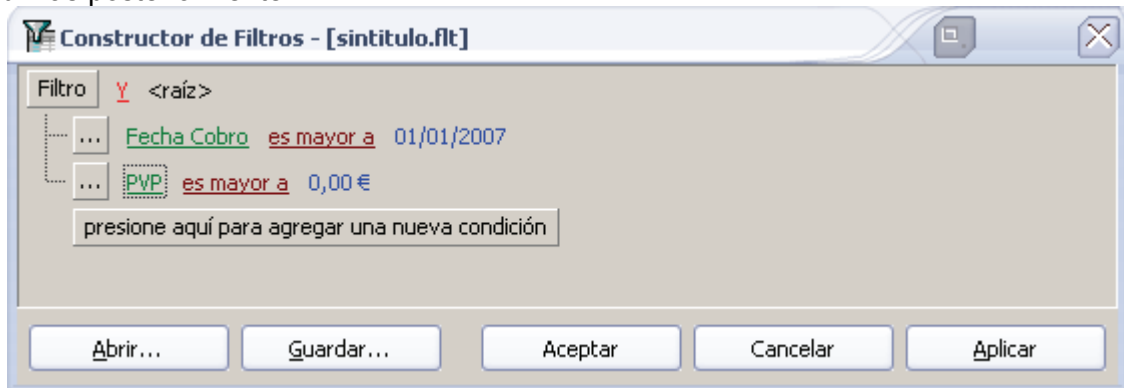 Constructor de Filtros - [sintitulo.flt]
Filtro Y <raíz>
... Fecha Cobro es mayor a 01/01/2007
... PVP es mayor a 0,00 €
presione aquí para agregar una nueva condición
Abrir... Guardar... Aceptar Cancelar Aplicar